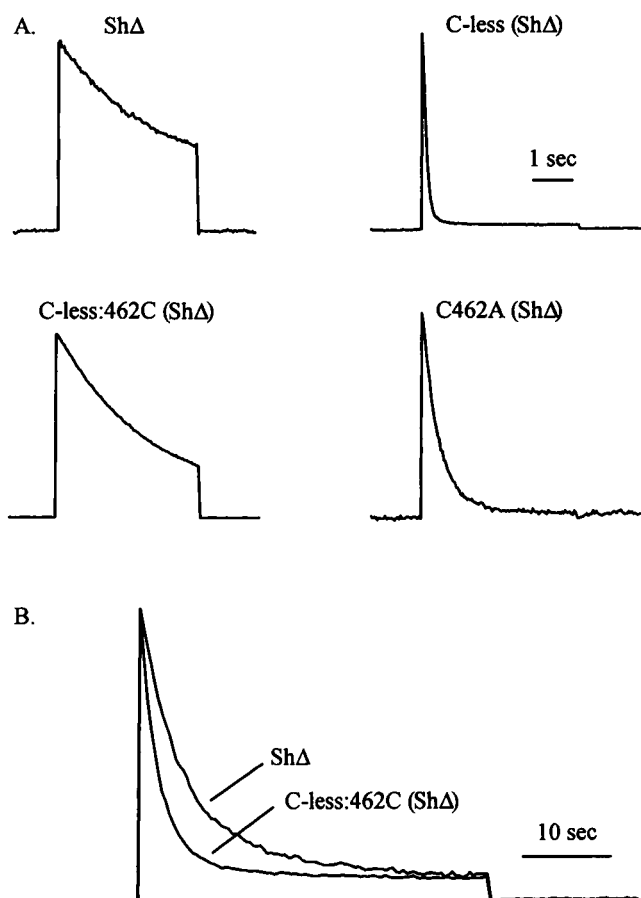 A. ShΔ
C-less (ShΔ)
1 sec
C-less:462C (ShΔ)
C462A (ShΔ)
B.
ShΔ
C-less:462C (ShΔ)
10 sec